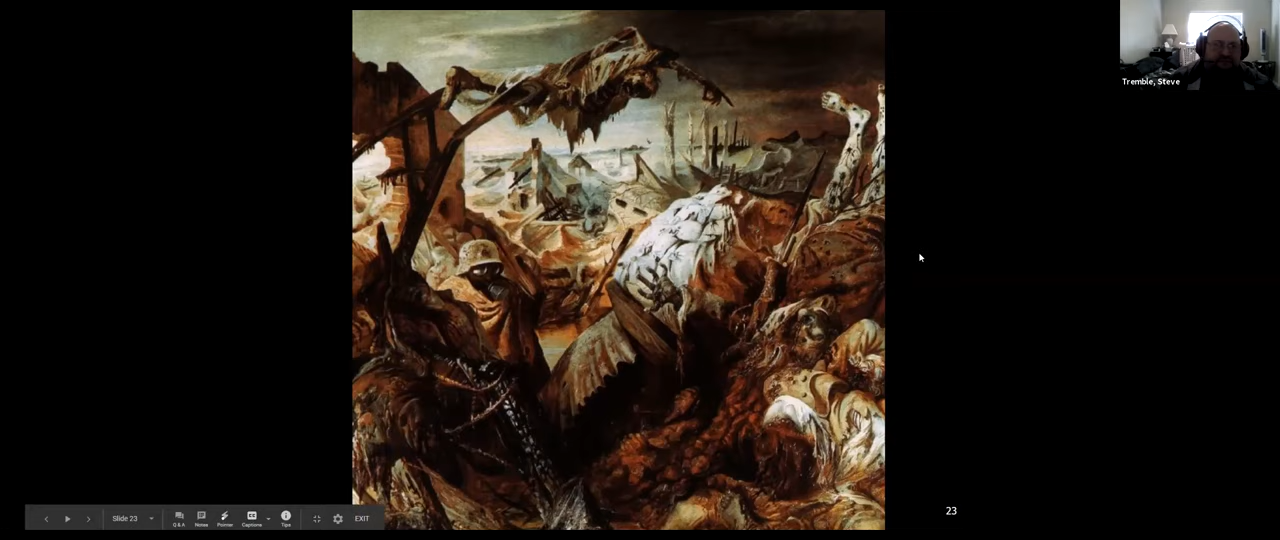 Tremble, Steve
Slide 23
Q & A
Notes
Pointer
Captions
Tips
EXIT
23